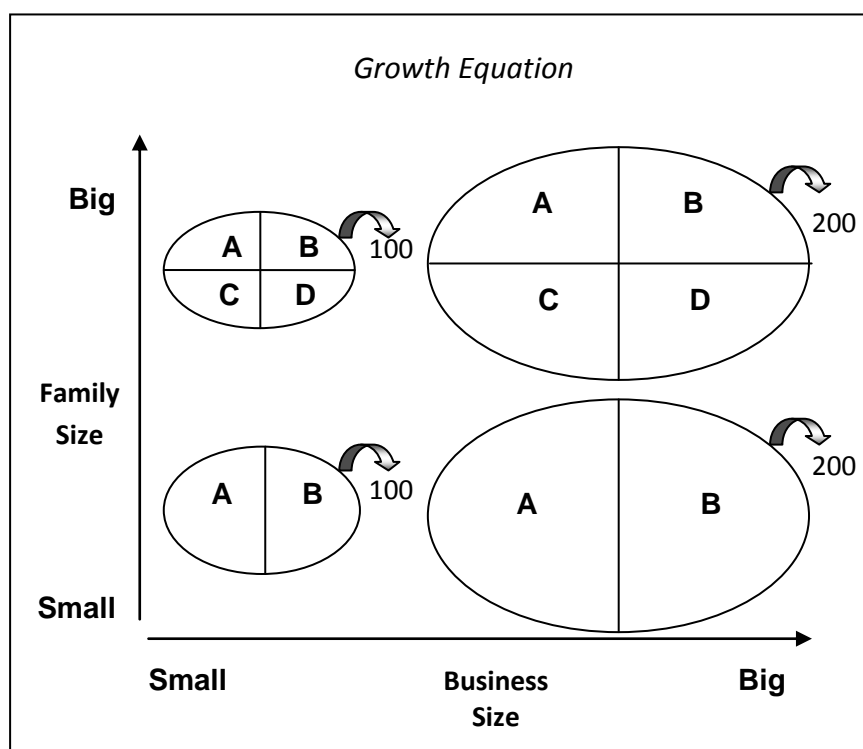 Growth Equation
Big
A B
C D
100
A B
C D
200
Family
Size
A B
100
A B
200
Small
Small Business Big
Size